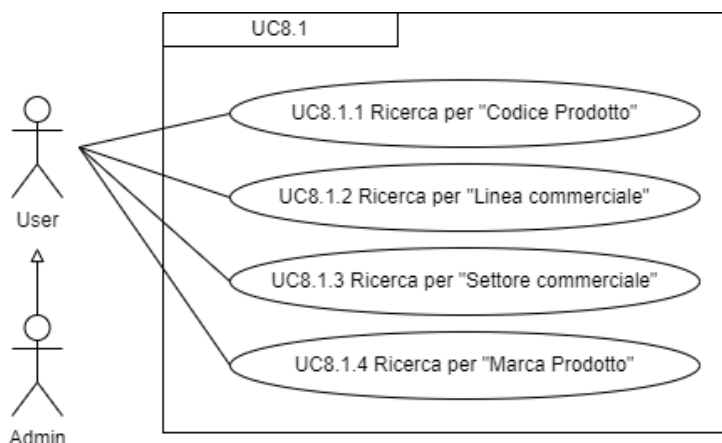 UC8.1
UC8.1.1 Ricerca per "Codice Prodotto"
UC8.1.2 Ricerca per "Linea commerciale"
User
UC8.1.3 Ricerca per "Settore commerciale"
UC8.1.4 Ricerca per "Marca Prodotto"
Admin